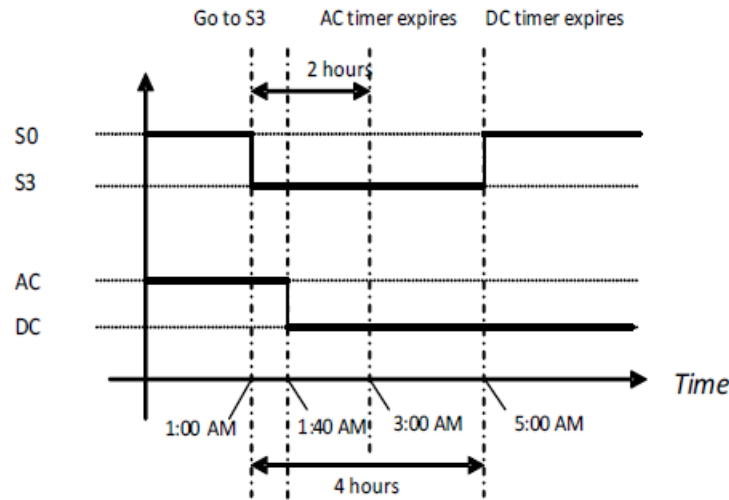 Go to S3
AC timer expires
DC timer expires
2 hours
S0
S3
AC
DC
Time
1:00 AM
1:40 AM
3:00 AM
5:00 AM
4 hours